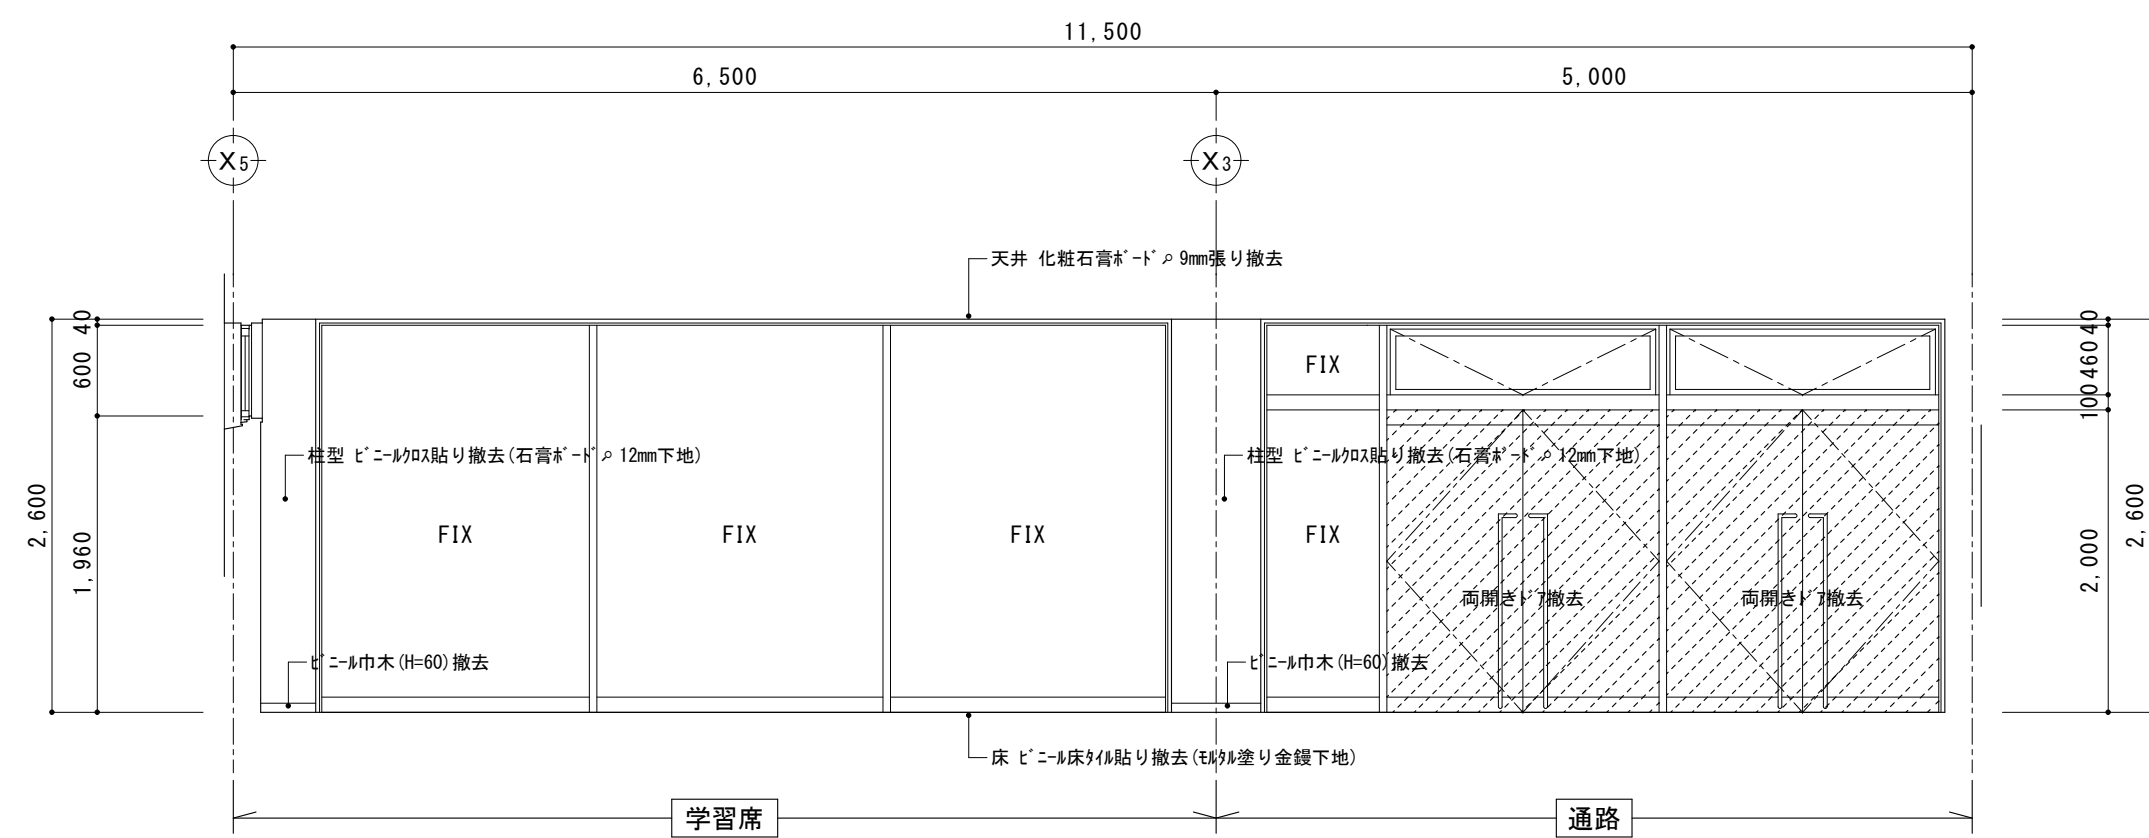 11,500
6,500
5,000
X5
X3
天井 化粧石膏ﾎﾞｰﾄﾞ 9mm張り撤去
40
600
1,960
2,600
FIX
柱型 ﾋﾞﾆｰﾙｸﾛｽ貼り撤去(石膏ﾎﾞｰﾄﾞ 12mm下地)
柱型 ﾋﾞﾆｰﾙｸﾛｽ貼り撤去(石膏ﾎﾞｰﾄﾞ 12mm下地)
FIX
FIX
FIX
FIX
両開きﾄﾞｱ撤去
両開きﾄﾞｱ撤去
ﾋﾞﾆｰﾙ巾木(H=60)撤去
ﾋﾞﾆｰﾙ巾木(H=60)撤去
床 ﾋﾞﾆｰﾙ床ﾀｲﾙ貼り撤去(ﾓﾙﾀﾙ塗り金鏝下地)
40
460
100
2,000
2,600
学習席
通路